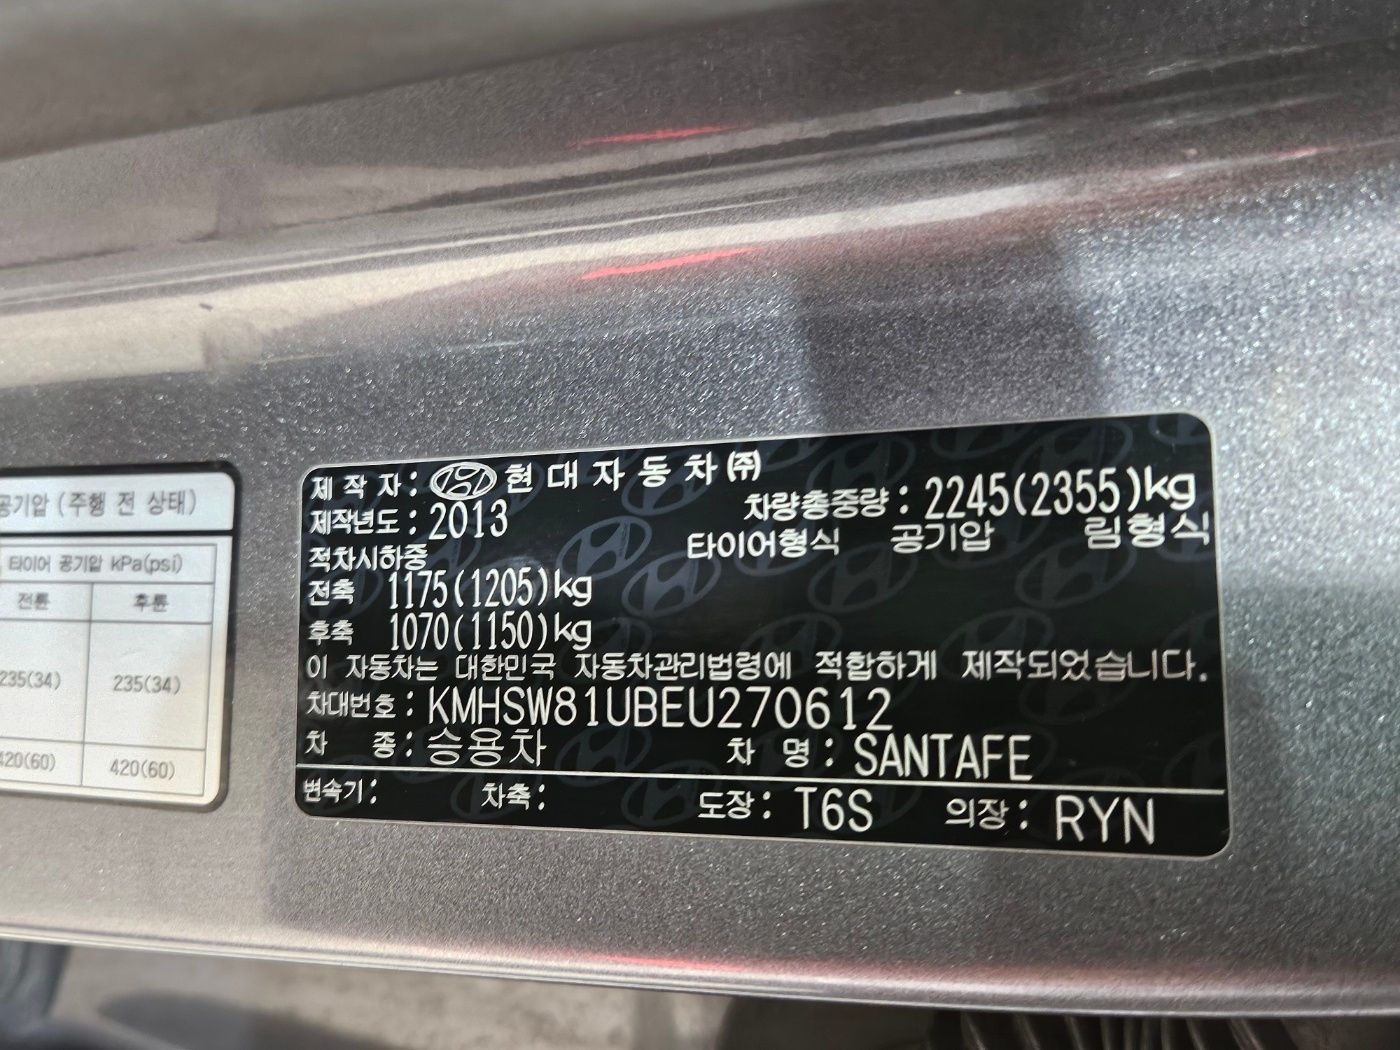 공기압 (주행 전 상태)
타이어 공기압 kPa(psi)
전륜 후륜
235(34) 235(34)
420(60) 420(60)
제 작 자 : 현 대 자 동 차 ㈜
제작년도 : 2013 차량총중량 : 2245(2355)kg
적차시하중 타이어형식 공기압 림형식
전축 1175(1205)kg
후축 1070(1150)kg
이 자동차는 대한민국 자동차관리법령에 적합하게 제작되었습니다.
차대번호 : KMHSW81UBEU270612
차 종 : 승용차 차 명 : SANTAFE
변속기 : 차축 : 도장 : T6S 의장 : RYN